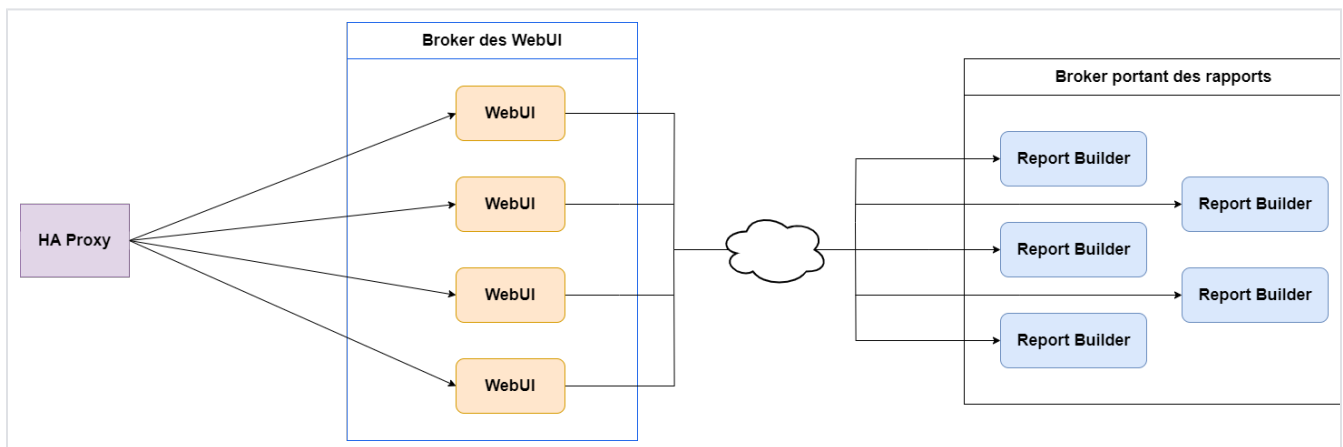 Broker des WebUI
Broker portant des rapports
HA Proxy
WebUI
WebUI
WebUI
WebUI
Report Builder
Report Builder
Report Builder
Report Builder
Report Builder